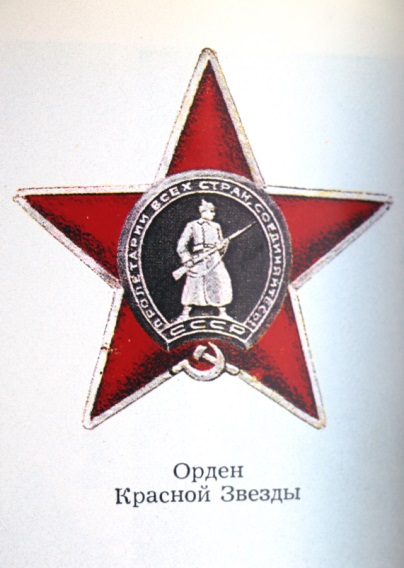 ПРОЛЕТАРИИ ВСЕХ СТРАН, СОЕДИНЯЙТЕСЬ!
СССР
Орден
Красной Звезды